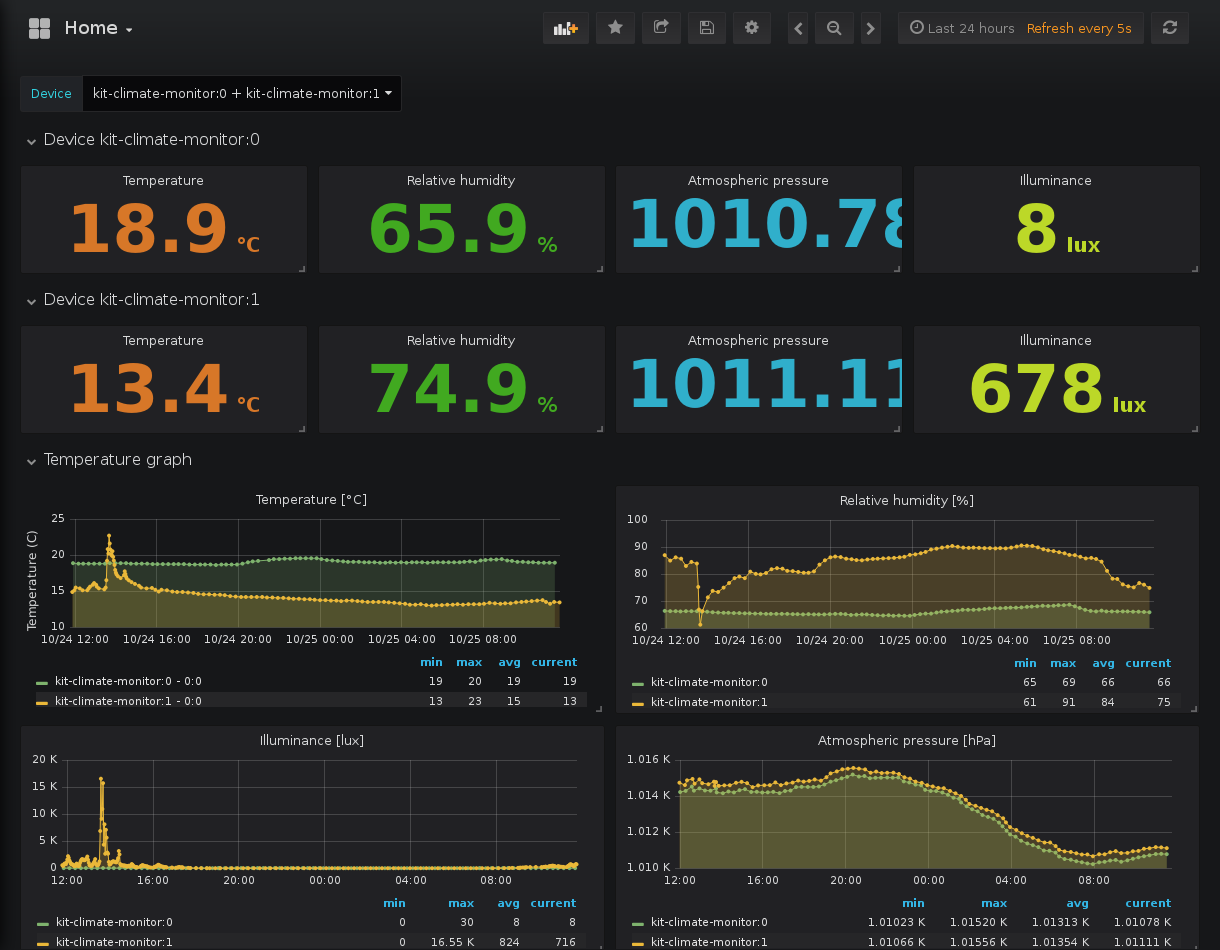 Home
Last 24 hours Refresh every 5s
Device kit-climate-monitor:0 + kit-climate-monitor:1
Device kit-climate-monitor:0
Temperature
18.9 °C
Relative humidity
65.9 %
Atmospheric pressure
1010.78
Illuminance
8 lux
Device kit-climate-monitor:1
Temperature
13.4 °C
Relative humidity
74.9 %
Atmospheric pressure
1011.11
Illuminance
678 lux
Temperature graph
Temperature [°C]
Temperature (C)
25
20
15
10
10/24 12:00 10/24 16:00 10/24 20:00 10/25 00:00 10/25 04:00 10/25 08:00
min max avg current
kit-climate-monitor:0 - 0:0 19 20 19 19
kit-climate-monitor:1 - 0:0 13 23 15 13
Relative humidity [%]
100
90
80
70
60
10/24 12:00 10/24 16:00 10/24 20:00 10/25 00:00 10/25 04:00 10/25 08:00
min max avg current
kit-climate-monitor:0 65 69 66 66
kit-climate-monitor:1 61 91 84 75
Illuminance [lux]
20 K
15 K
10 K
5 K
0
12:00 16:00 20:00 00:00 04:00 08:00
min max avg current
kit-climate-monitor:0 0 30 8 8
kit-climate-monitor:1 0 16.55 K 824 716
Atmospheric pressure [hPa]
1.016 K
1.014 K
1.012 K
1.010 K
12:00 16:00 20:00 00:00 04:00 08:00
min max avg current
kit-climate-monitor:0 1.01023 K 1.01520 K 1.01313 K 1.01078 K
kit-climate-monitor:1 1.01066 K 1.01556 K 1.01354 K 1.01111 K